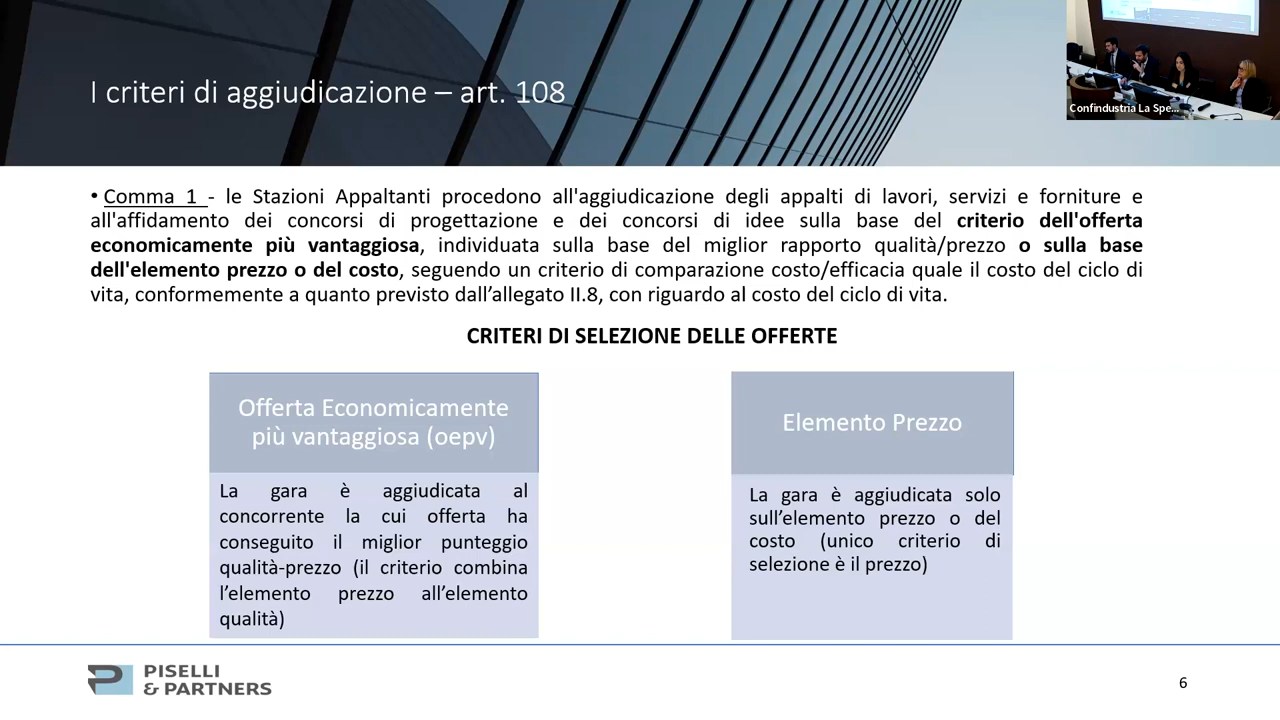 I criteri di aggiudicazione – art. 108
Confindustria La Spe...
• Comma 1 - le Stazioni Appaltanti procedono all'aggiudicazione degli appalti di lavori, servizi e forniture e
all'affidamento dei concorsi di progettazione e dei concorsi di idee sulla base del criterio dell'offerta
economicamente più vantaggiosa, individuata sulla base del miglior rapporto qualità/prezzo o sulla base
dell'elemento prezzo o del costo, seguendo un criterio di comparazione costo/efficacia quale il costo del ciclo di
vita, conformemente a quanto previsto dall’allegato II.8, con riguardo al costo del ciclo di vita.
CRITERI DI SELEZIONE DELLE OFFERTE
Offerta Economicamente
più vantaggiosa (oepv)
La gara è aggiudicata al
concorrente la cui offerta ha
conseguito il miglior punteggio
qualità-prezzo (il criterio combina
l’elemento prezzo all’elemento
qualità)
Elemento Prezzo
La gara è aggiudicata solo
sull’elemento prezzo o del
costo (unico criterio di
selezione è il prezzo)
PISELLI
& PARTNERS
6